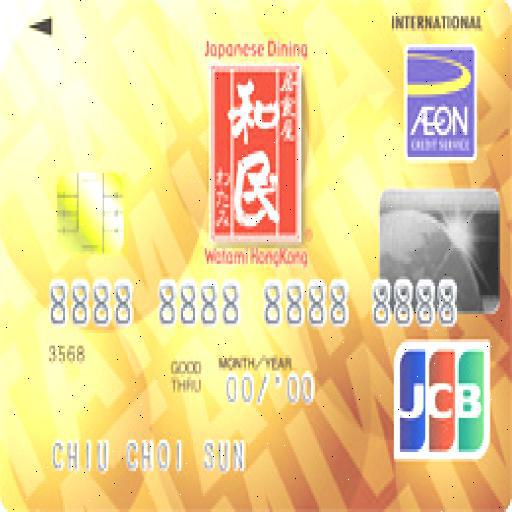 INTERNATIONAL
Japanese Dining
居食屋
和民
わたみ
Watami HongKong
ÆON
CREDIT SERVICE
8888 8888 8888 8888
3568
GOOD THRU
MONTH/YEAR
00/'00
CHIU CHOI SUN
JCB